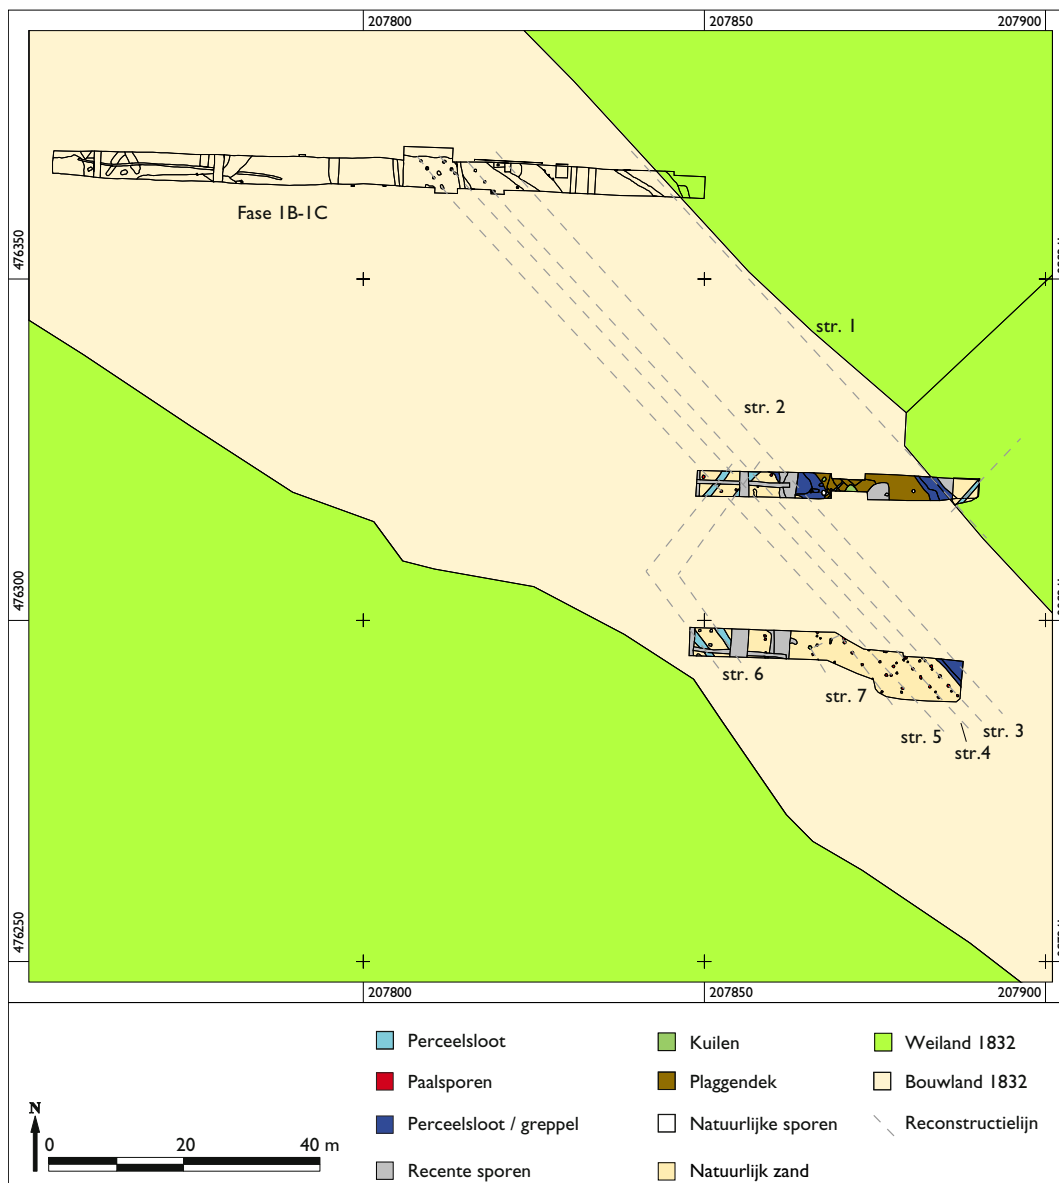 207800
207850
207900
Fase 1B-1C
476350
str. 1
str. 2
476300
str. 6
str. 7
str. 5
str. 3
str.4
476250
207800
207850
207900
Perceelsloot
Kuilen
Weiland 1832
Paalsporen
Plaggendek
Bouwland 1832
Perceelsloot / greppel
Natuurlijke sporen
Reconstructielijn
N
0
20
40 m
Recente sporen
Natuurlijk zand